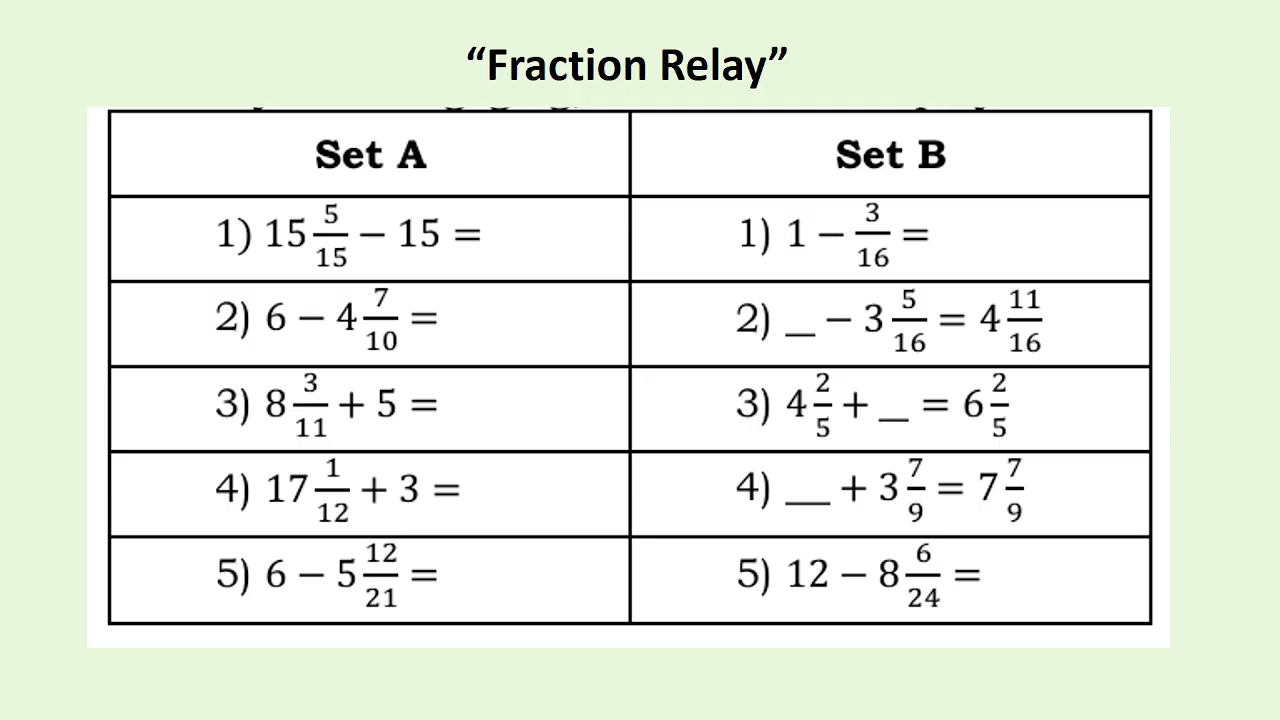 “Fraction Relay”
Set A
Set B
1) 15 5/15 − 15 =
1) 1 − 3/16 =
2) 6 − 4 7/10 =
2) _ − 3 5/16 = 4 11/16
3) 8 3/11 + 5 =
3) 4 2/5 + _ = 6 2/5
4) 17 1/12 + 3 =
4) __ + 3 7/9 = 7 7/9
5) 6 − 5 12/21 =
5) 12 − 8 6/24 =